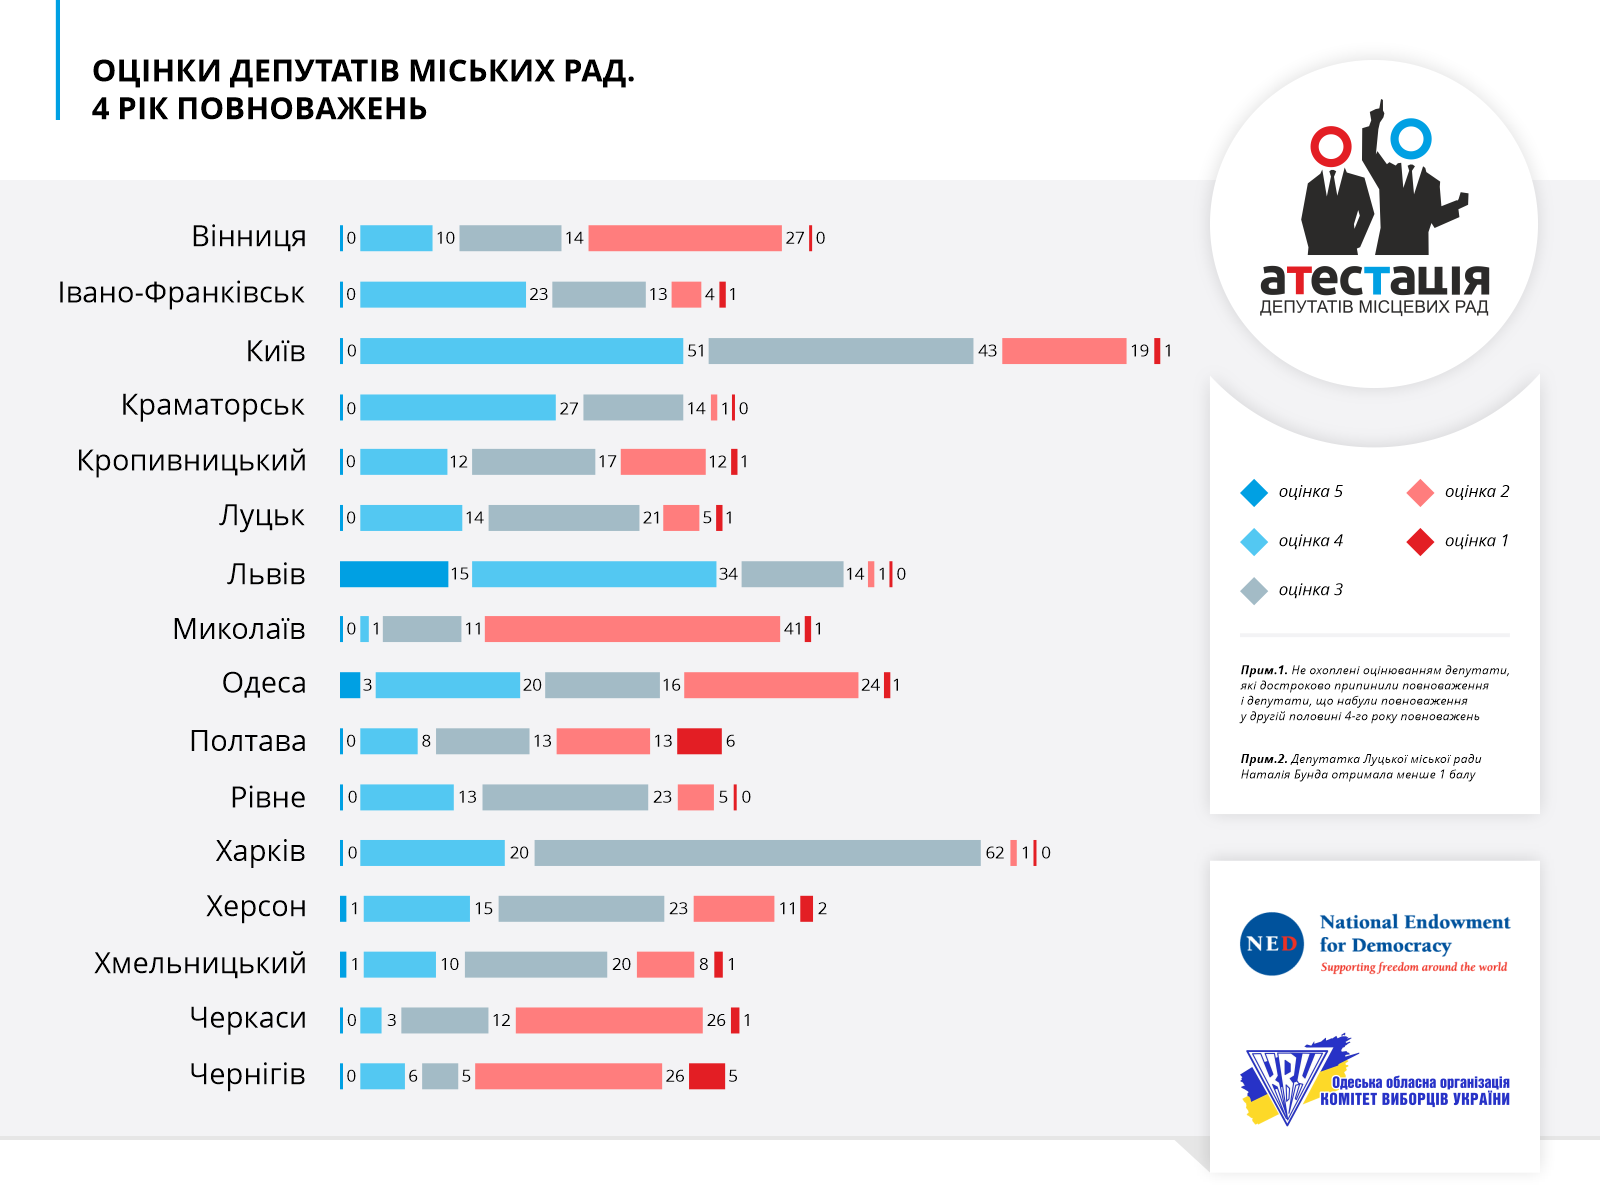 ОЦІНКИ ДЕПУТАТІВ МІСЬКИХ РАД.
4 РІК ПОВНОВАЖЕНЬ
Вінниця 0 10 14 27 0
Івано-Франківськ 0 23 13 4 1
Київ 0 51 43 19 1
Краматорськ 0 27 14 1 0
Кропивницький 0 12 17 12 1
Луцьк 0 14 21 5 1
Львів 15 34 14 1 0
Миколаїв 0 1 11 41 1
Одеса 3 20 16 24 1
Полтава 0 8 13 13 6
Рівне 0 13 23 5 0
Харків 0 20 62 1 0
Херсон 1 15 23 11 2
Хмельницький 1 10 20 8 1
Черкаси 0 3 12 26 1
Чернігів 0 6 5 26 5
атестація
ДЕПУТАТІВ МІСЦЕВИХ РАД
оцінка 5 оцінка 2
оцінка 4 оцінка 1
оцінка 3
Прим.1. Не охоплені оцінюванням депутати,
які достроково припинили повноваження
і депутати, що набули повноваження
у другій половині 4-го року повноважень
Прим.2. Депутатка Луцької міської ради
Наталія Бунда отримала менше 1 балу
NED
National Endowment
for Democracy
Supporting freedom around the world
КВУ
Одеська обласна організація
КОМІТЕТ ВИБОРЦІВ УКРАЇНИ